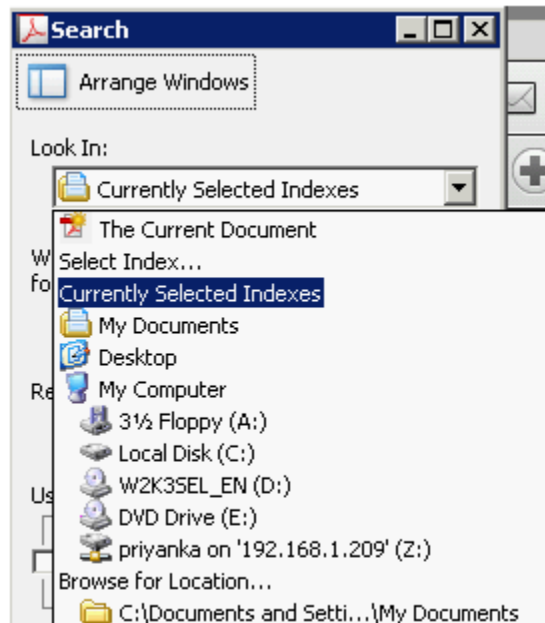 Search
Arrange Windows
Look In:
Currently Selected Indexes
The Current Document
Select Index...
Currently Selected Indexes
My Documents
Desktop
My Computer
3½ Floppy (A:)
Local Disk (C:)
W2K3SEL_EN (D:)
DVD Drive (E:)
priyanka on '192.168.1.209' (Z:)
Browse for Location...
C:\Documents and Setti...\My Documents